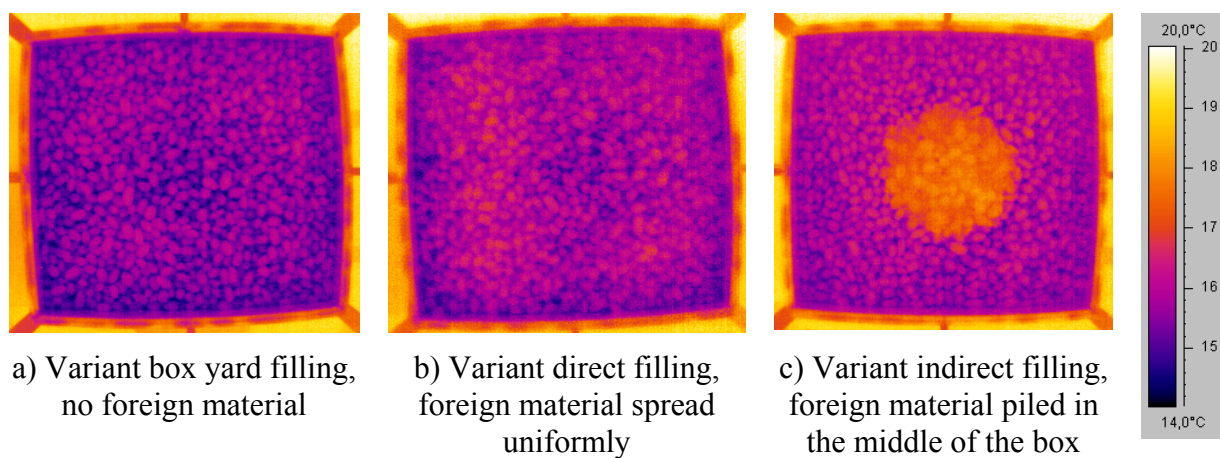 20,0°C
20
19
18
17
16
15
14,0°C
a) Variant box yard filling,
no foreign material
b) Variant direct filling,
foreign material spread
uniformly
c) Variant indirect filling,
foreign material piled in
the middle of the box